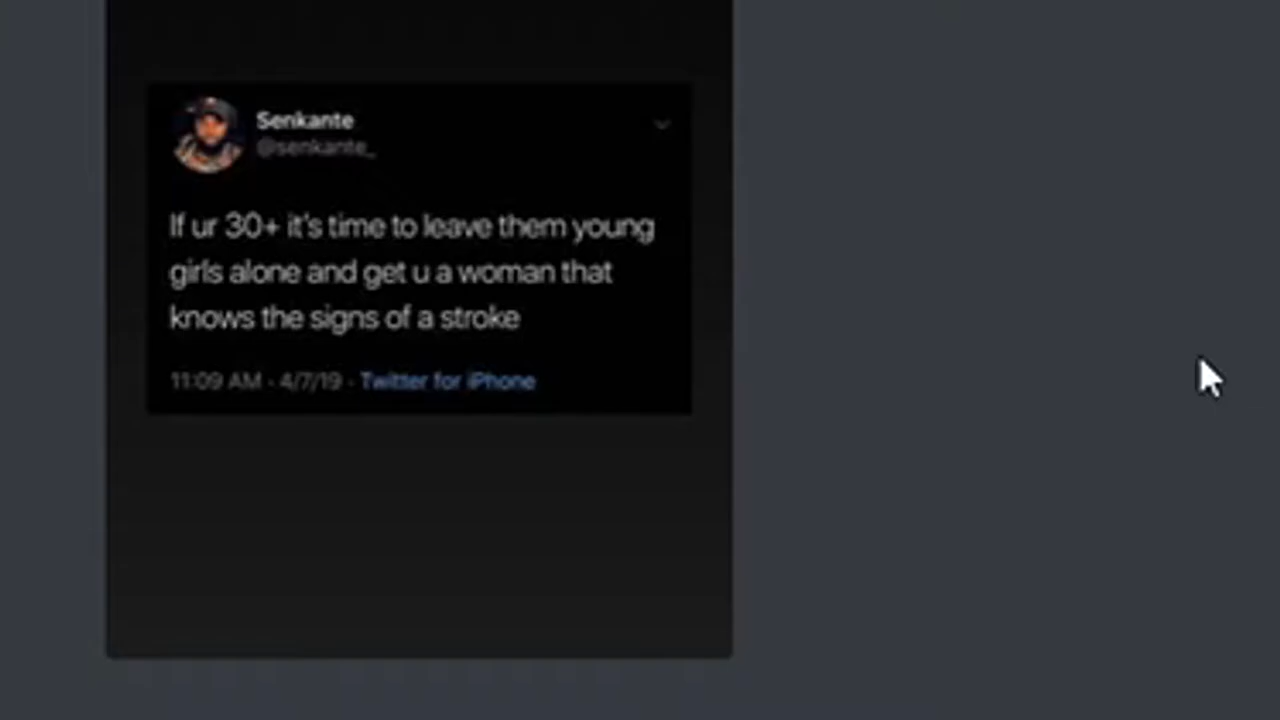 Senkante
@senkante_
If ur 30+ it's time to leave them young
girls alone and get u a woman that
knows the signs of a stroke
11:09 AM · 4/7/19 · Twitter for iPhone